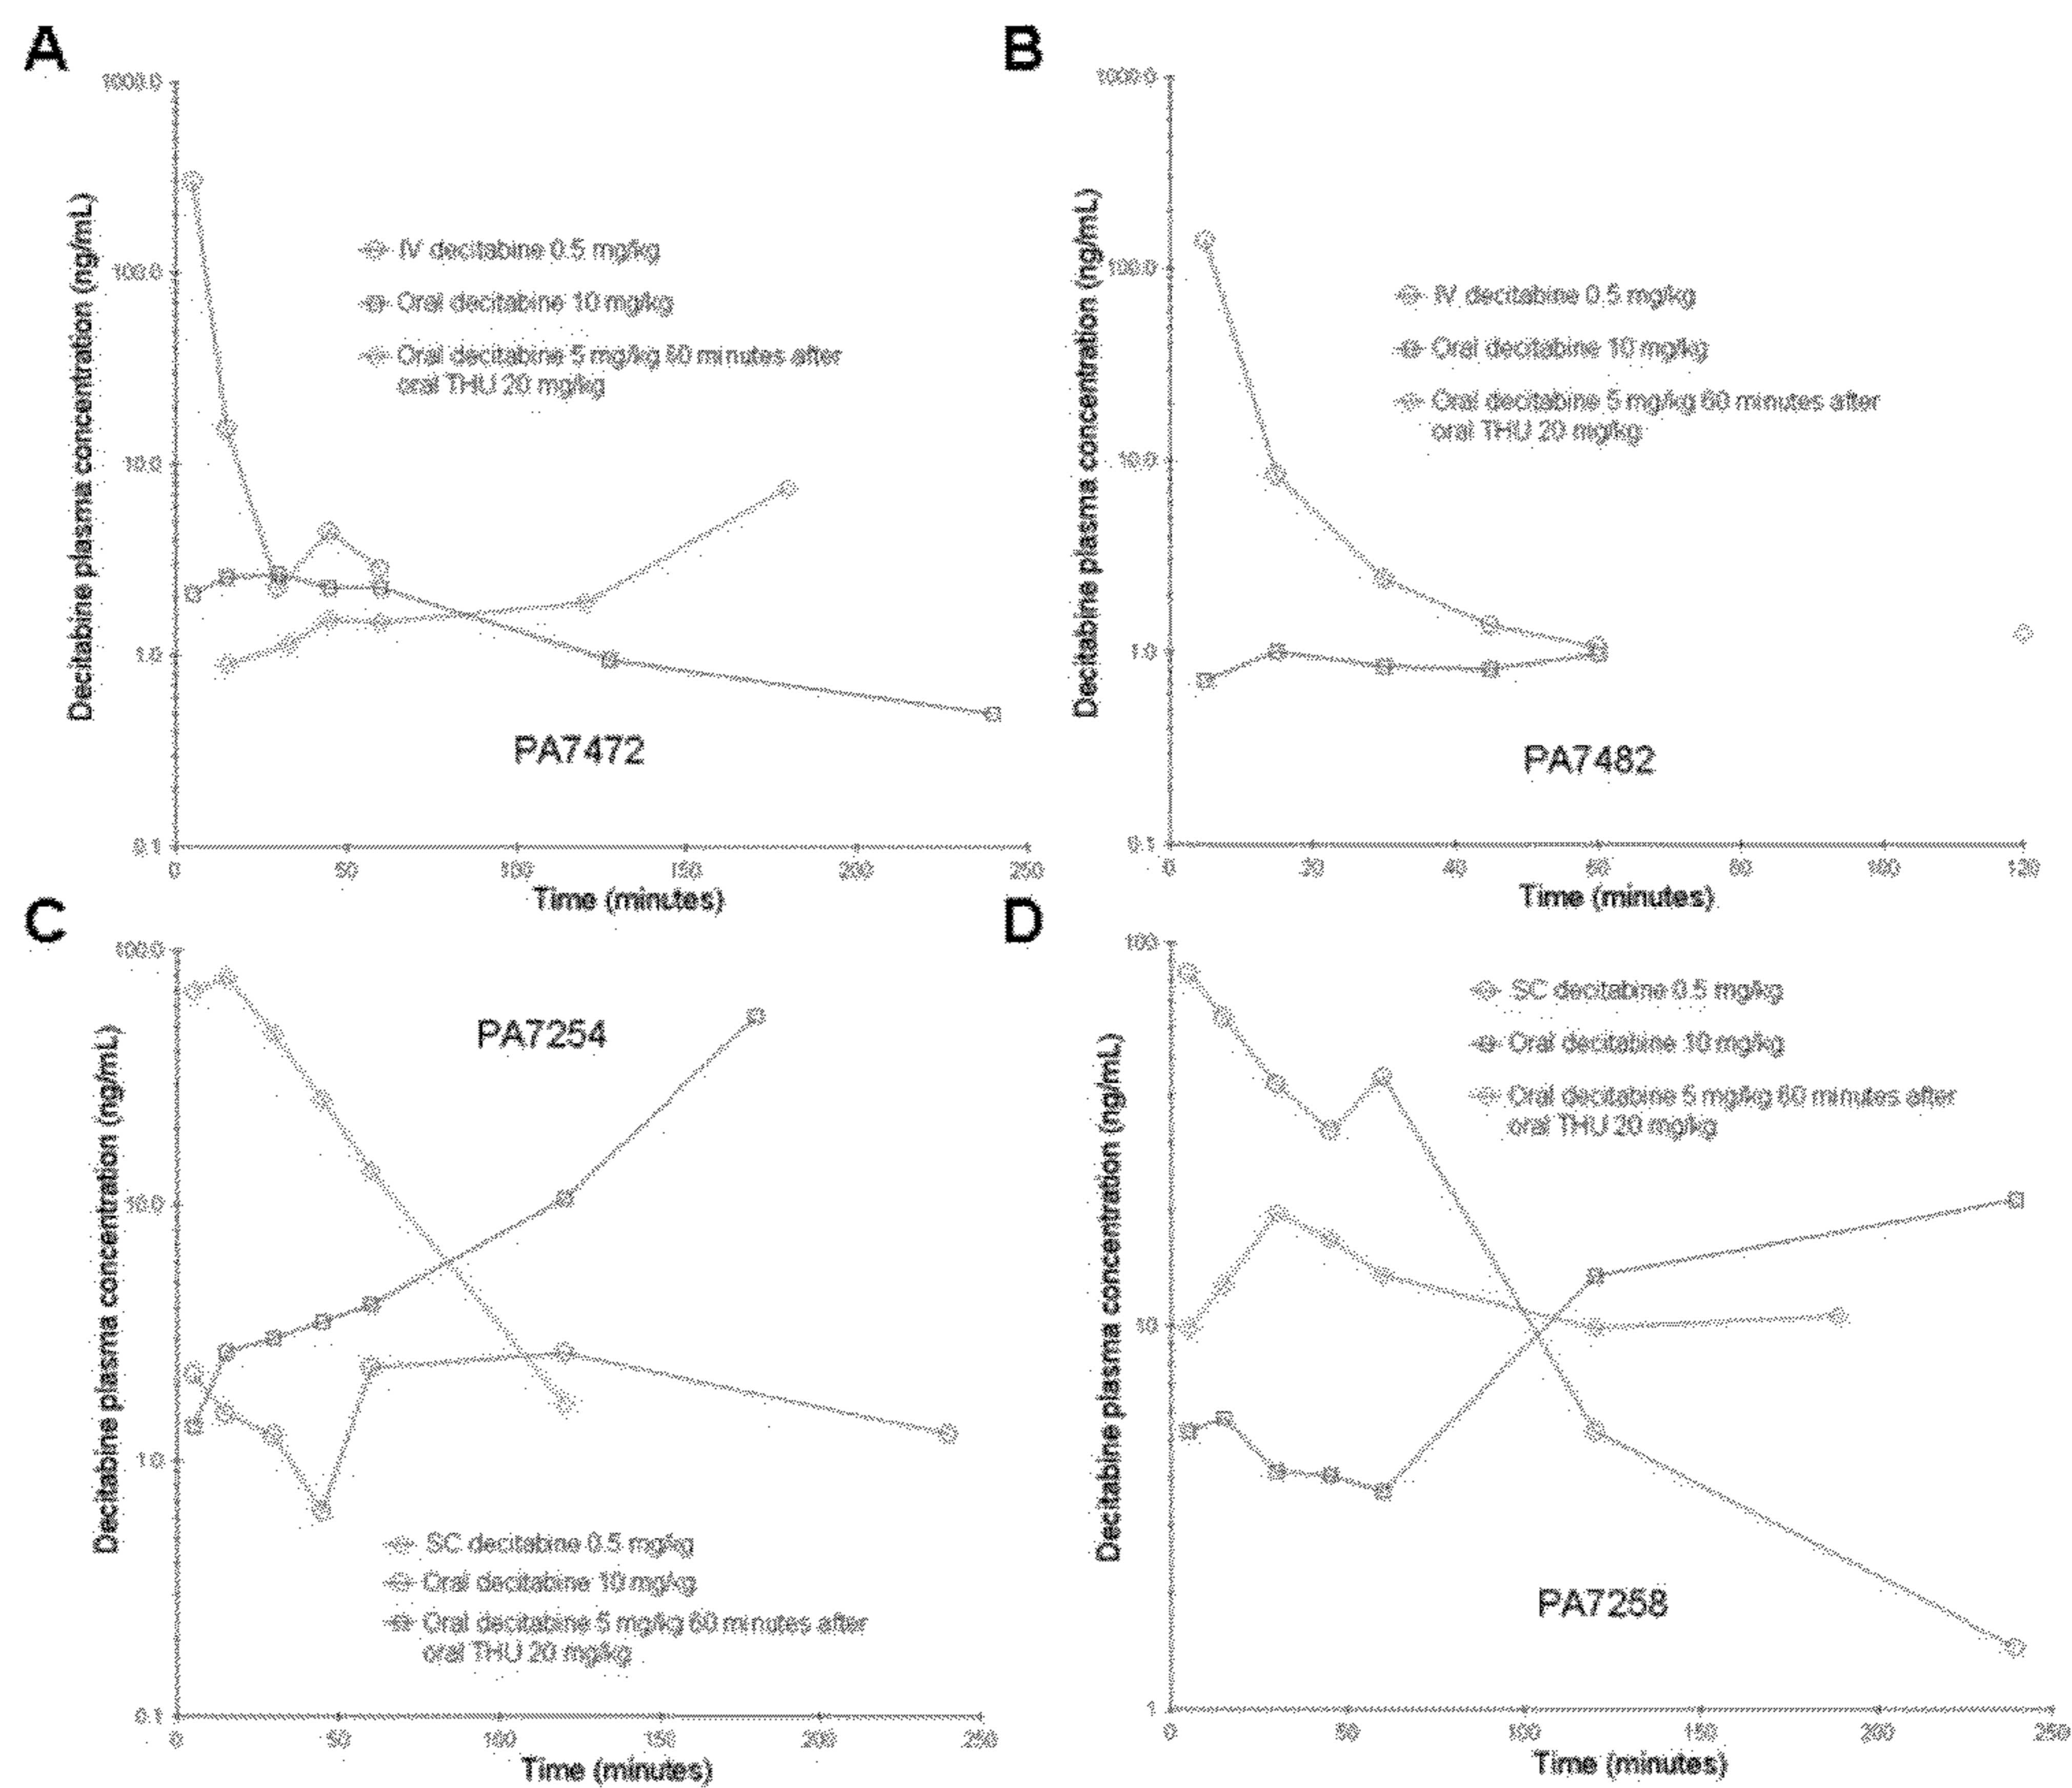 A
1000.0
100.0
10.0
1.0
0.1
Decitabine plasma concentration (ng/mL)
IV decitabine 0.5 mg/kg
Oral decitabine 10 mg/kg
Oral decitabine 5 mg/kg 60 minutes after
oral THU 20 mg/kg
PA7472
0 50 100 150 200 250
Time (minutes)
B
1000.0
100.0
10.0
1.0
0.1
Decitabine plasma concentration (ng/mL)
IV decitabine 0.5 mg/kg
Oral decitabine 10 mg/kg
Oral decitabine 5 mg/kg 60 minutes after
oral THU 20 mg/kg
PA7482
0 20 40 60 80 100 120
Time (minutes)
C
100.0
10.0
1.0
0.1
Decitabine plasma concentration (ng/mL)
PA7254
SC decitabine 0.5 mg/kg
Oral decitabine 10 mg/kg
Oral decitabine 5 mg/kg 60 minutes after
oral THU 20 mg/kg
0 50 100 150 200 250
Time (minutes)
D
100
10
1
Decitabine plasma concentration (ng/mL)
SC decitabine 0.5 mg/kg
Oral decitabine 10 mg/kg
Oral decitabine 5 mg/kg 60 minutes after
oral THU 20 mg/kg
PA7258
0 50 100 150 200 250
Time (minutes)